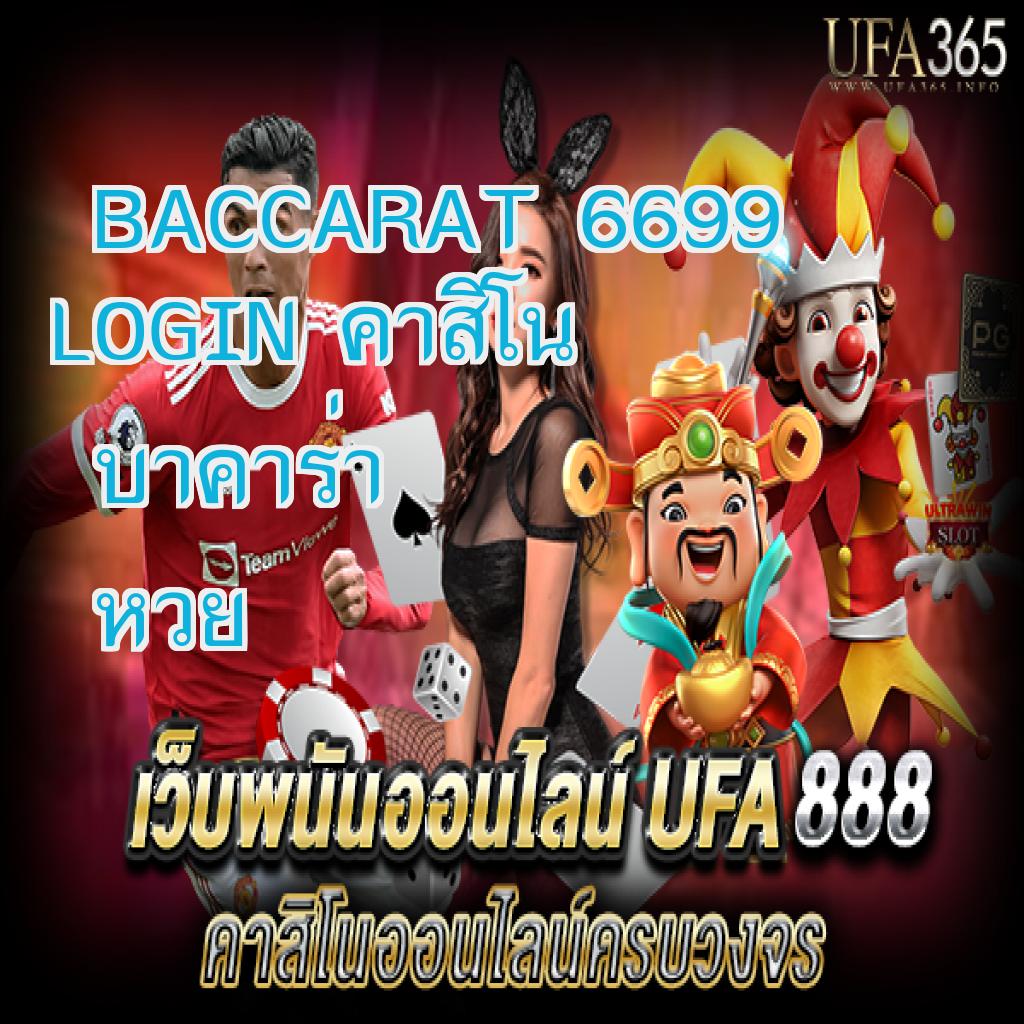 UFA365
WWW.UFA365.INFO
BACCARAT 6699
LOGIN คาสิโน
บาคาร่า
หวย
PG
TeamViewer
ULTRAWIN
SLOT
เว็บพนันออนไลน์ UFA 888
คาสิโนออนไลน์ครบวงจร